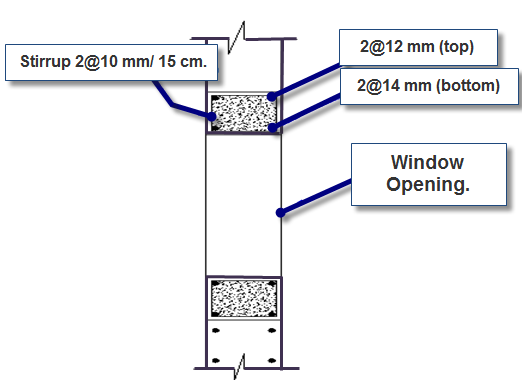 2@12 mm (top)
Stirrup 2@10 mm/ 15 cm.
2@14 mm (bottom)
Window
Opening.